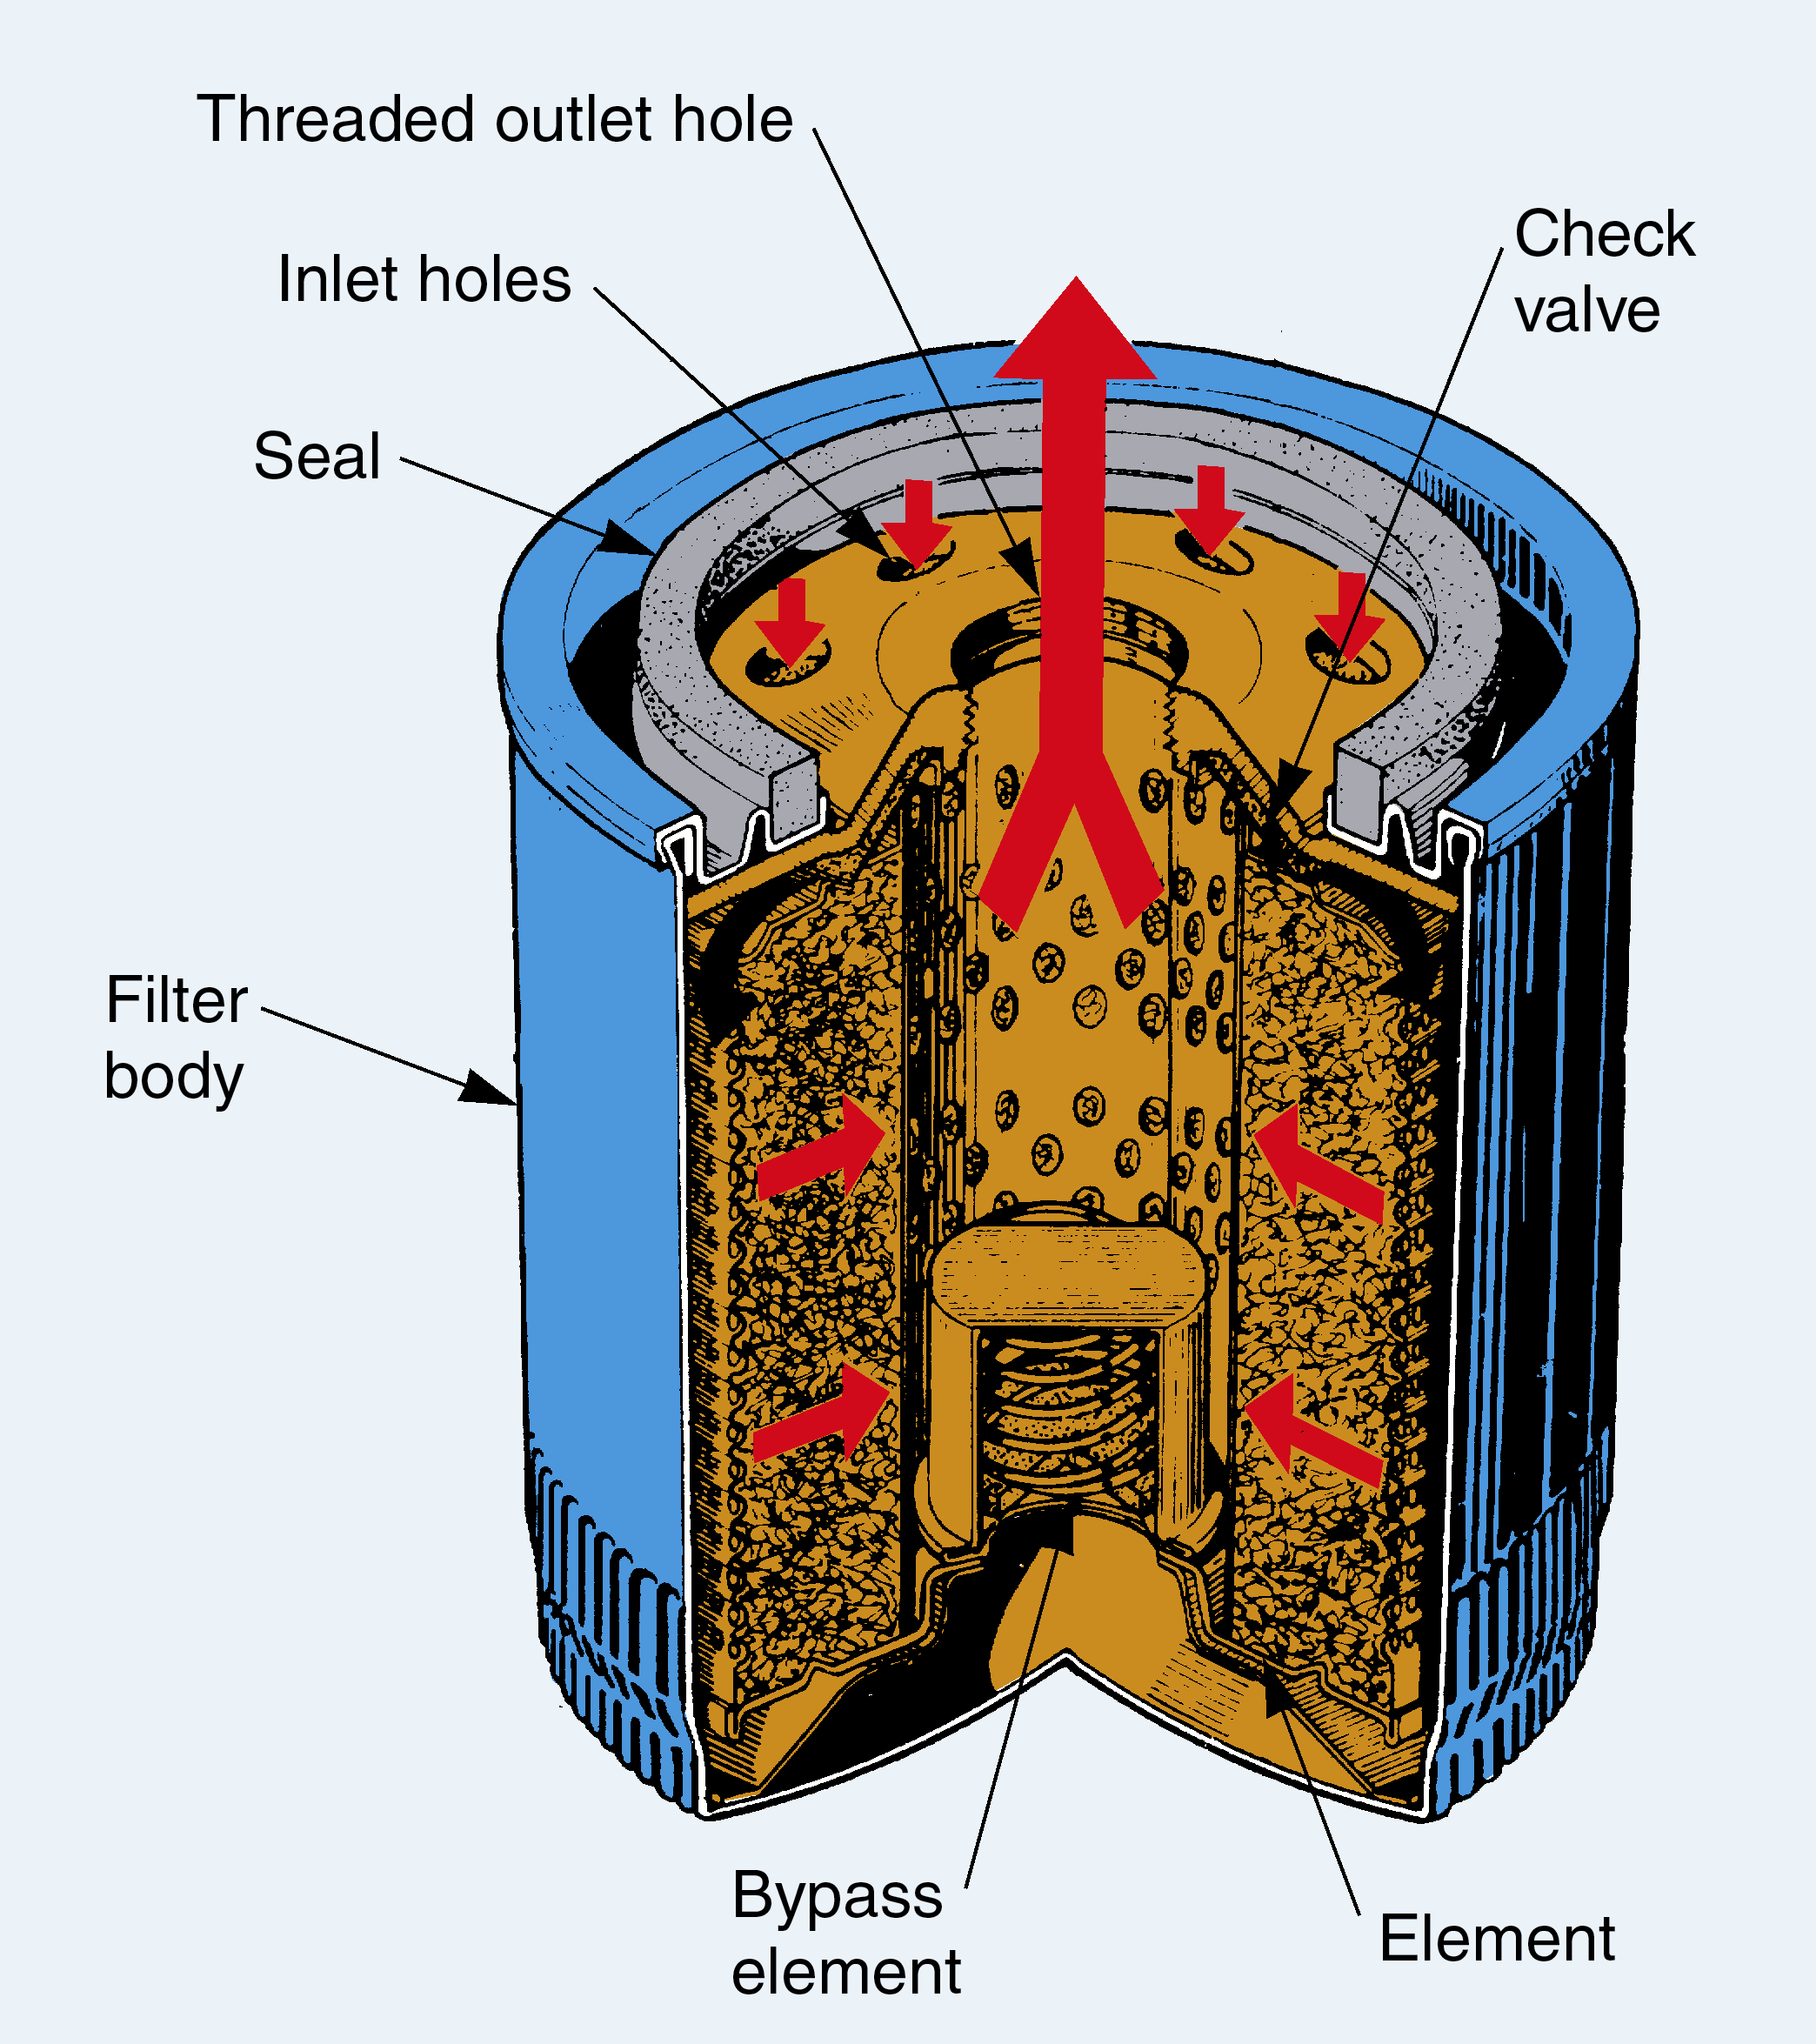 Threaded outlet hole
Check
valve
Inlet holes
Seal
Filter
body
Bypass
element
Element